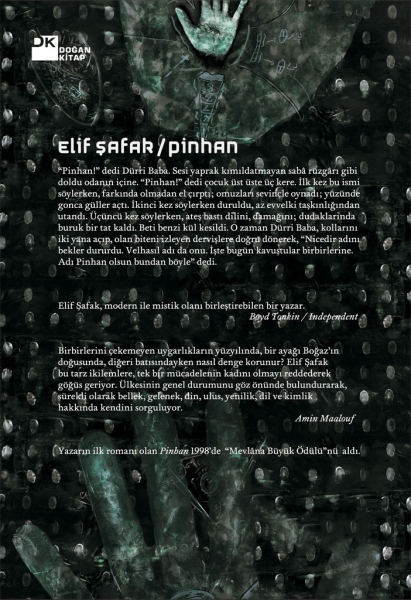 DK
DOĞAN
KİTAP
Elif Şafak / Pinhan
"Pinhan!" dedi Dürri Baba. Sesi yaprak kımıldatmayan sabâ rüzgârı gibi
doldu odanın içine. "Pinhan!" dedi çocuk üst üste üç kere. İlk kez bu ismi
söylerken, farkında olmadan el çırptı; omuzları sevinçle oynadı; yüzünde
gonca güller açtı. İkinci kez söylerken duruldu, az evvelki taşkınlığından
utandı. Üçüncü kez söylerken, ateş bastı dilini, damağını; dudaklarında
buruk bir tat kaldı. Beti benzi kül kesildi. O zaman Dürri Baba, kollarını
iki yana açıp, olan biteni izleyen dervişlere doğru dönerek, "Nicedir adını
bekler dururdu. Velhasıl adı da onu. İşte bugün kavuştular birbirlerine.
Adı Pinhan olsun bundan böyle" dedi.
Elif Şafak, modern ile mistik olanı birleştirebilen bir yazar.
Boyd Tonkin / Independent
Birbirlerini çekemeyen uygarlıkların yüzyılında, bir ayağı Boğaz'ın
doğusunda, diğeri batısındayken nasıl denge korunur? Elif Şafak
bu tarz ikilemlere, tek bir mücadelenin kadını olmayı reddederek
göğüs geriyor. Ülkesinin genel durumunu göz önünde bulundurarak,
sürekli olarak bellek, gelenek, din, ulus, yenilik, dil ve kimlik
hakkında kendini sorguluyor.
Amin Maalouf
Yazarın ilk romanı olan Pinhan 1998'de "Mevlâna Büyük Ödülü"nü aldı.